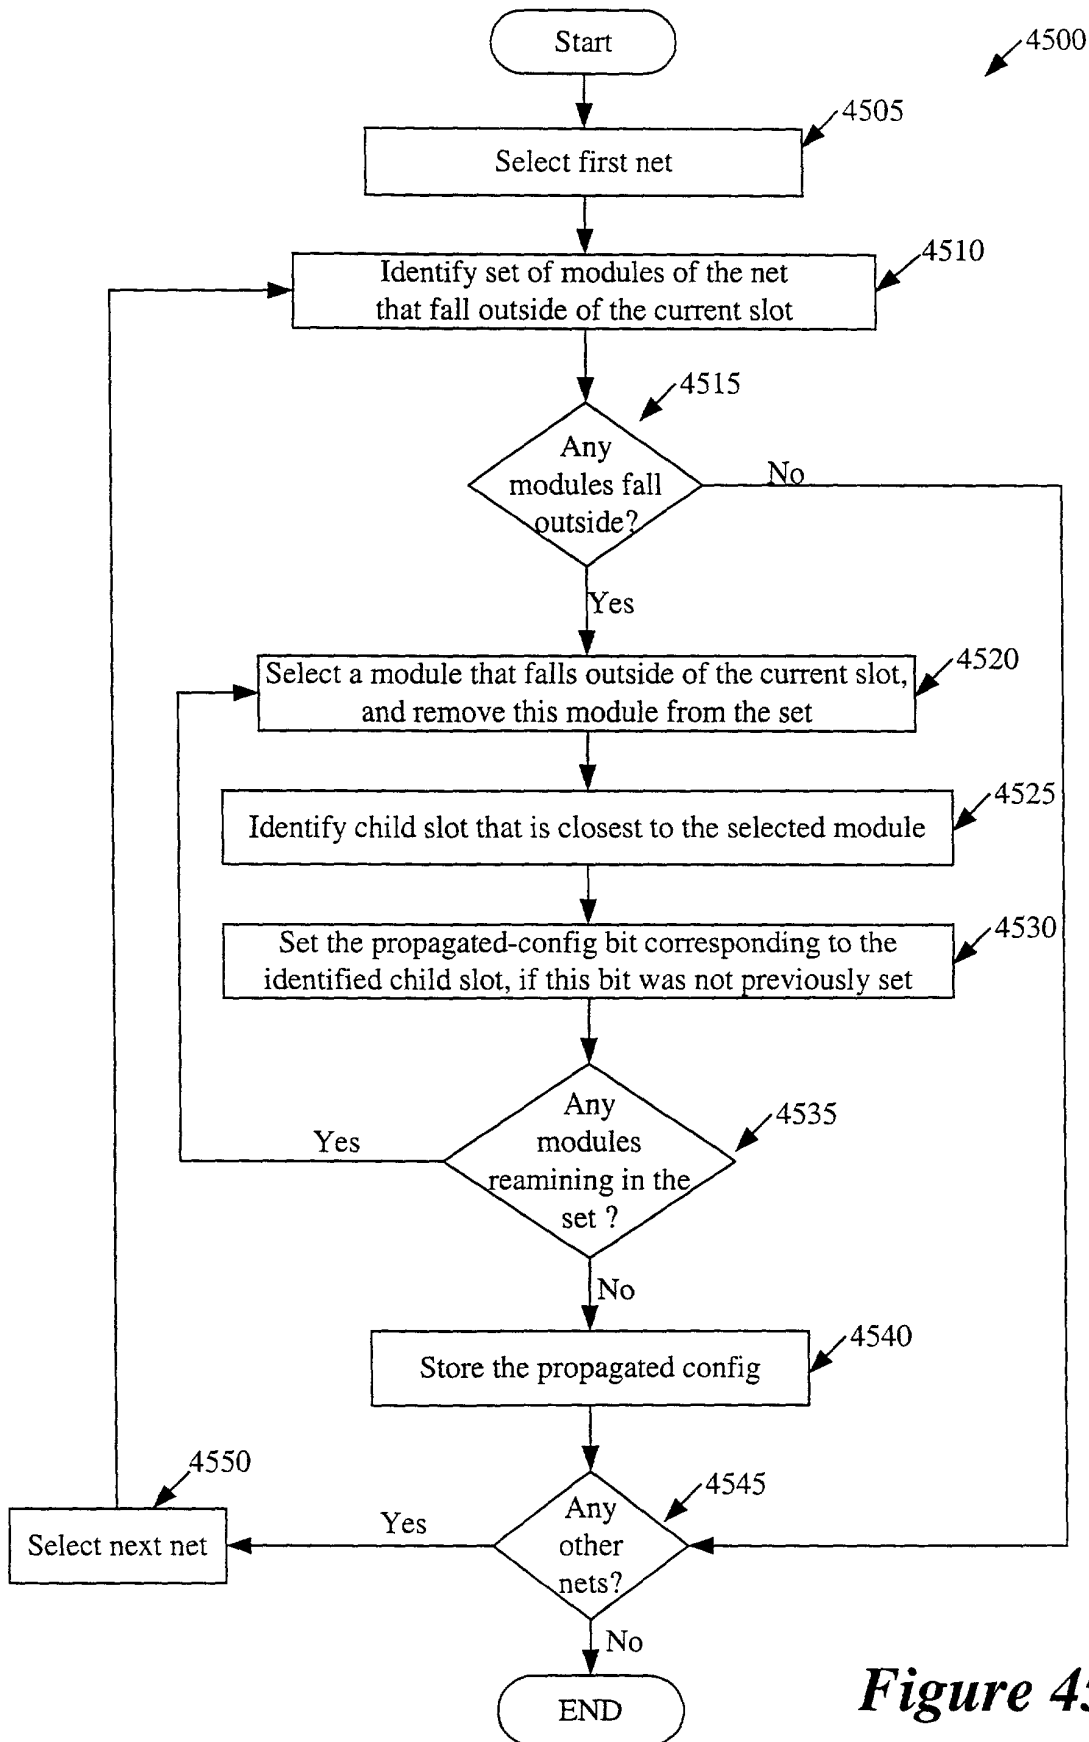 Start
4500
4505
Select first net
4510
Identify set of modules of the net
that fall outside of the current slot
4515
Any
modules fall
outside?
No
Yes
4520
Select a module that falls outside of the current slot,
and remove this module from the set
4525
Identify child slot that is closest to the selected module
4530
Set the propagated-config bit corresponding to the
identified child slot, if this bit was not previously set
4535
Any
modules
reamining in the
set ?
Yes
No
4540
Store the propagated config
4550
4545
Any
other
nets?
Yes
Select next net
No
END
Figure 45